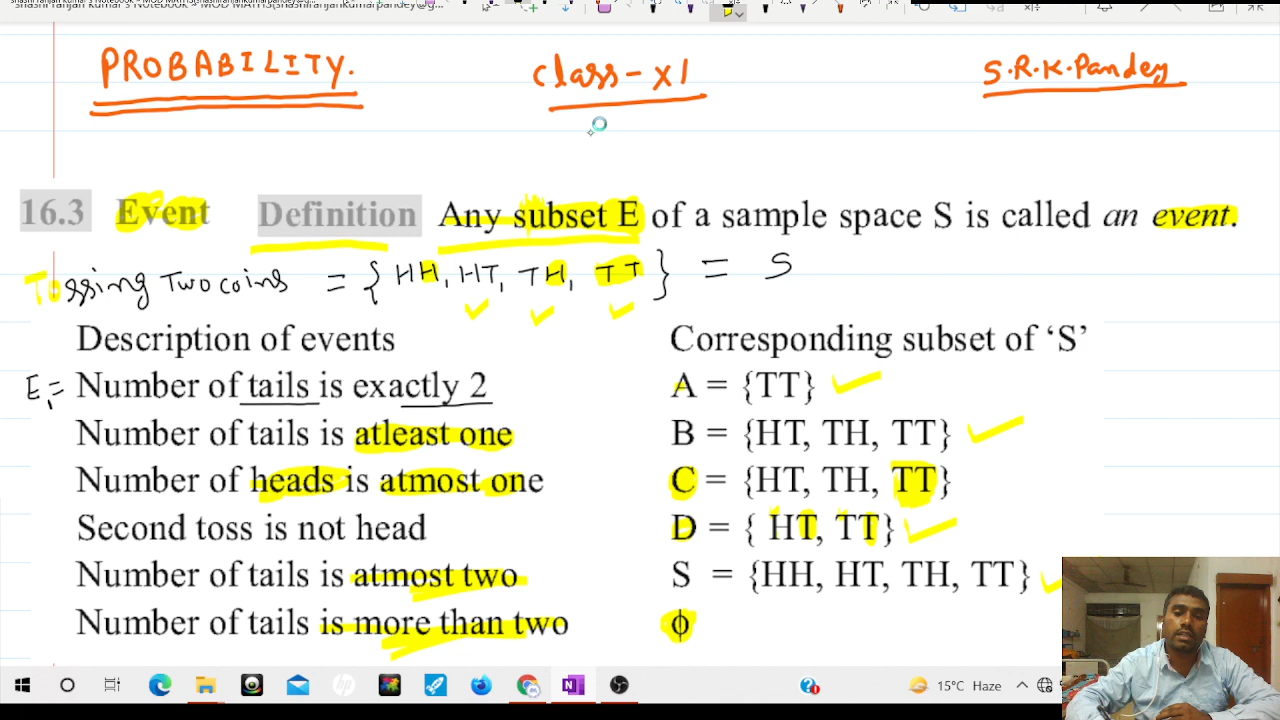 PROBABILITY. Class-XI S.R.K.Pandey
16.3 Event Definition Any subset E of a sample space S is called an event.
Tossing Two coins = {HH, HT, TH, TT} = S
Description of events Corresponding subset of ‘S’
E₁= Number of tails is exactly 2 A = {TT}
Number of tails is atleast one B = {HT, TH, TT}
Number of heads is atmost one C = {HT, TH, TT}
Second toss is not head D = { HT, TT}
Number of tails is atmost two S = {HH, HT, TH, TT}
Number of tails is more than two ϕ
15°C Haze